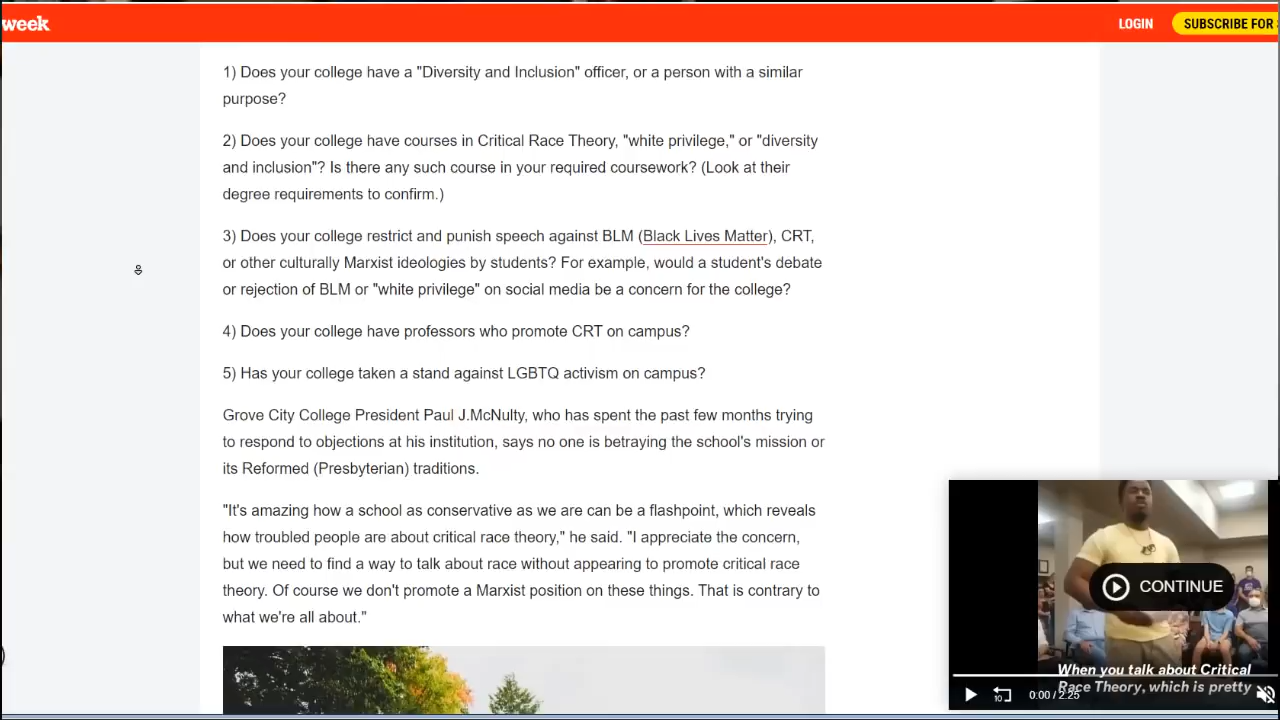 week
LOGIN
SUBSCRIBE FOR
1) Does your college have a "Diversity and Inclusion" officer, or a person with a similar
purpose?
2) Does your college have courses in Critical Race Theory, "white privilege," or "diversity
and inclusion"? Is there any such course in your required coursework? (Look at their
degree requirements to confirm.)
3) Does your college restrict and punish speech against BLM (Black Lives Matter), CRT,
or other culturally Marxist ideologies by students? For example, would a student's debate
or rejection of BLM or "white privilege" on social media be a concern for the college?
4) Does your college have professors who promote CRT on campus?
5) Has your college taken a stand against LGBTQ activism on campus?
Grove City College President Paul J.McNulty, who has spent the past few months trying
to respond to objections at his institution, says no one is betraying the school's mission or
its Reformed (Presbyterian) traditions.
"It's amazing how a school as conservative as we are can be a flashpoint, which reveals
how troubled people are about critical race theory," he said. "I appreciate the concern,
but we need to find a way to talk about race without appearing to promote critical race
theory. Of course we don't promote a Marxist position on these things. That is contrary to
what we're all about."
CONTINUE
When you talk about Critical
Race Theory, which is pretty
10
0:00 / 2:25